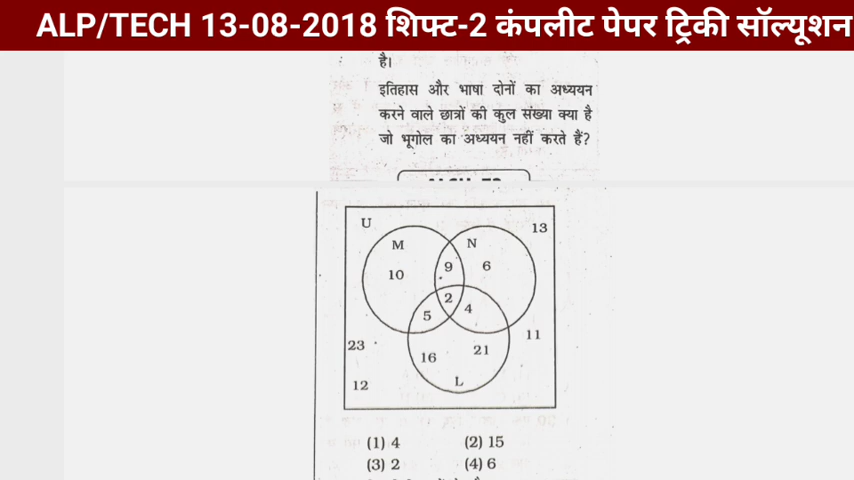 ALP/TECH 13-08-2018 शिफ्ट-2 कंपलीट पेपर ट्रिकी सॉल्यूशन
है।
इतिहास और भाषा दोनों का अध्ययन
करने वाले छात्रों की कुल संख्या क्या है
जो भूगोल का अध्ययन नहीं करते हैं?
U
13
M
N
9
6
10
2
4
5
11
23
16
21
12
L
(1) 4
(2) 15
(3) 2
(4) 6